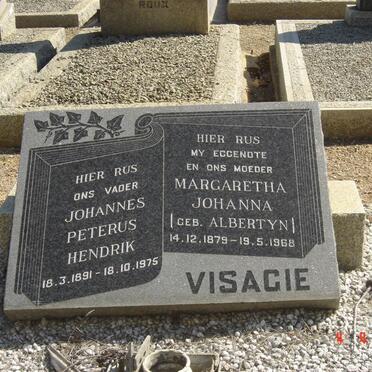 ROUX
HIER RUS
ONS VADER
JOHANNES
PETERUS
HENDRIK
18.3.1891 - 18.10.1975
HIER RUS
MY EGGENOTE
EN ONS MOEDER
MARGARETHA
JOHANNA
(GEB. ALBERTYN)
14.12.1879 - 19.5.1968
VISAGIE